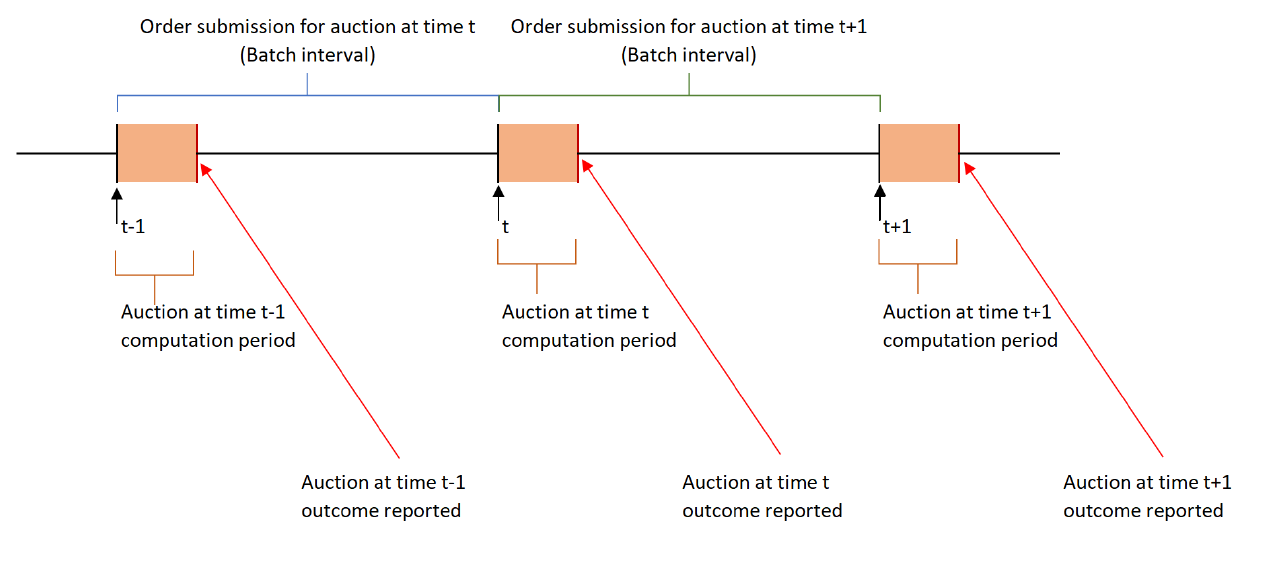 Order submission for auction at time t
(Batch interval)
Order submission for auction at time t+1
(Batch interval)
t-1
t
t+1
Auction at time t-1
computation period
Auction at time t
computation period
Auction at time t+1
computation period
Auction at time t-1
outcome reported
Auction at time t
outcome reported
Auction at time t+1
outcome reported